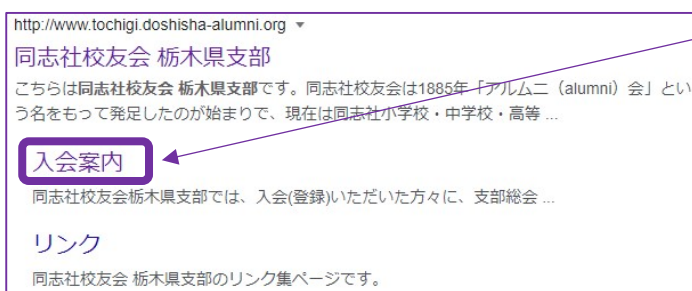 http://www.tochigi.doshisha-alumni.org
同志社校友会 栃木県支部
こちらは同志社校友会 栃木県支部です。同志社校友会は1885年「アルムニ（alumni）会」とい
う名をもって発足したのが始まりで、現在は同志社小学校・中学校・高等 ...
入会案内
同志社校友会栃木県支部では、入会(登録)いただいた方々に、支部総会 ...
リンク
同志社校友会 栃木県支部のリンク集ページです。